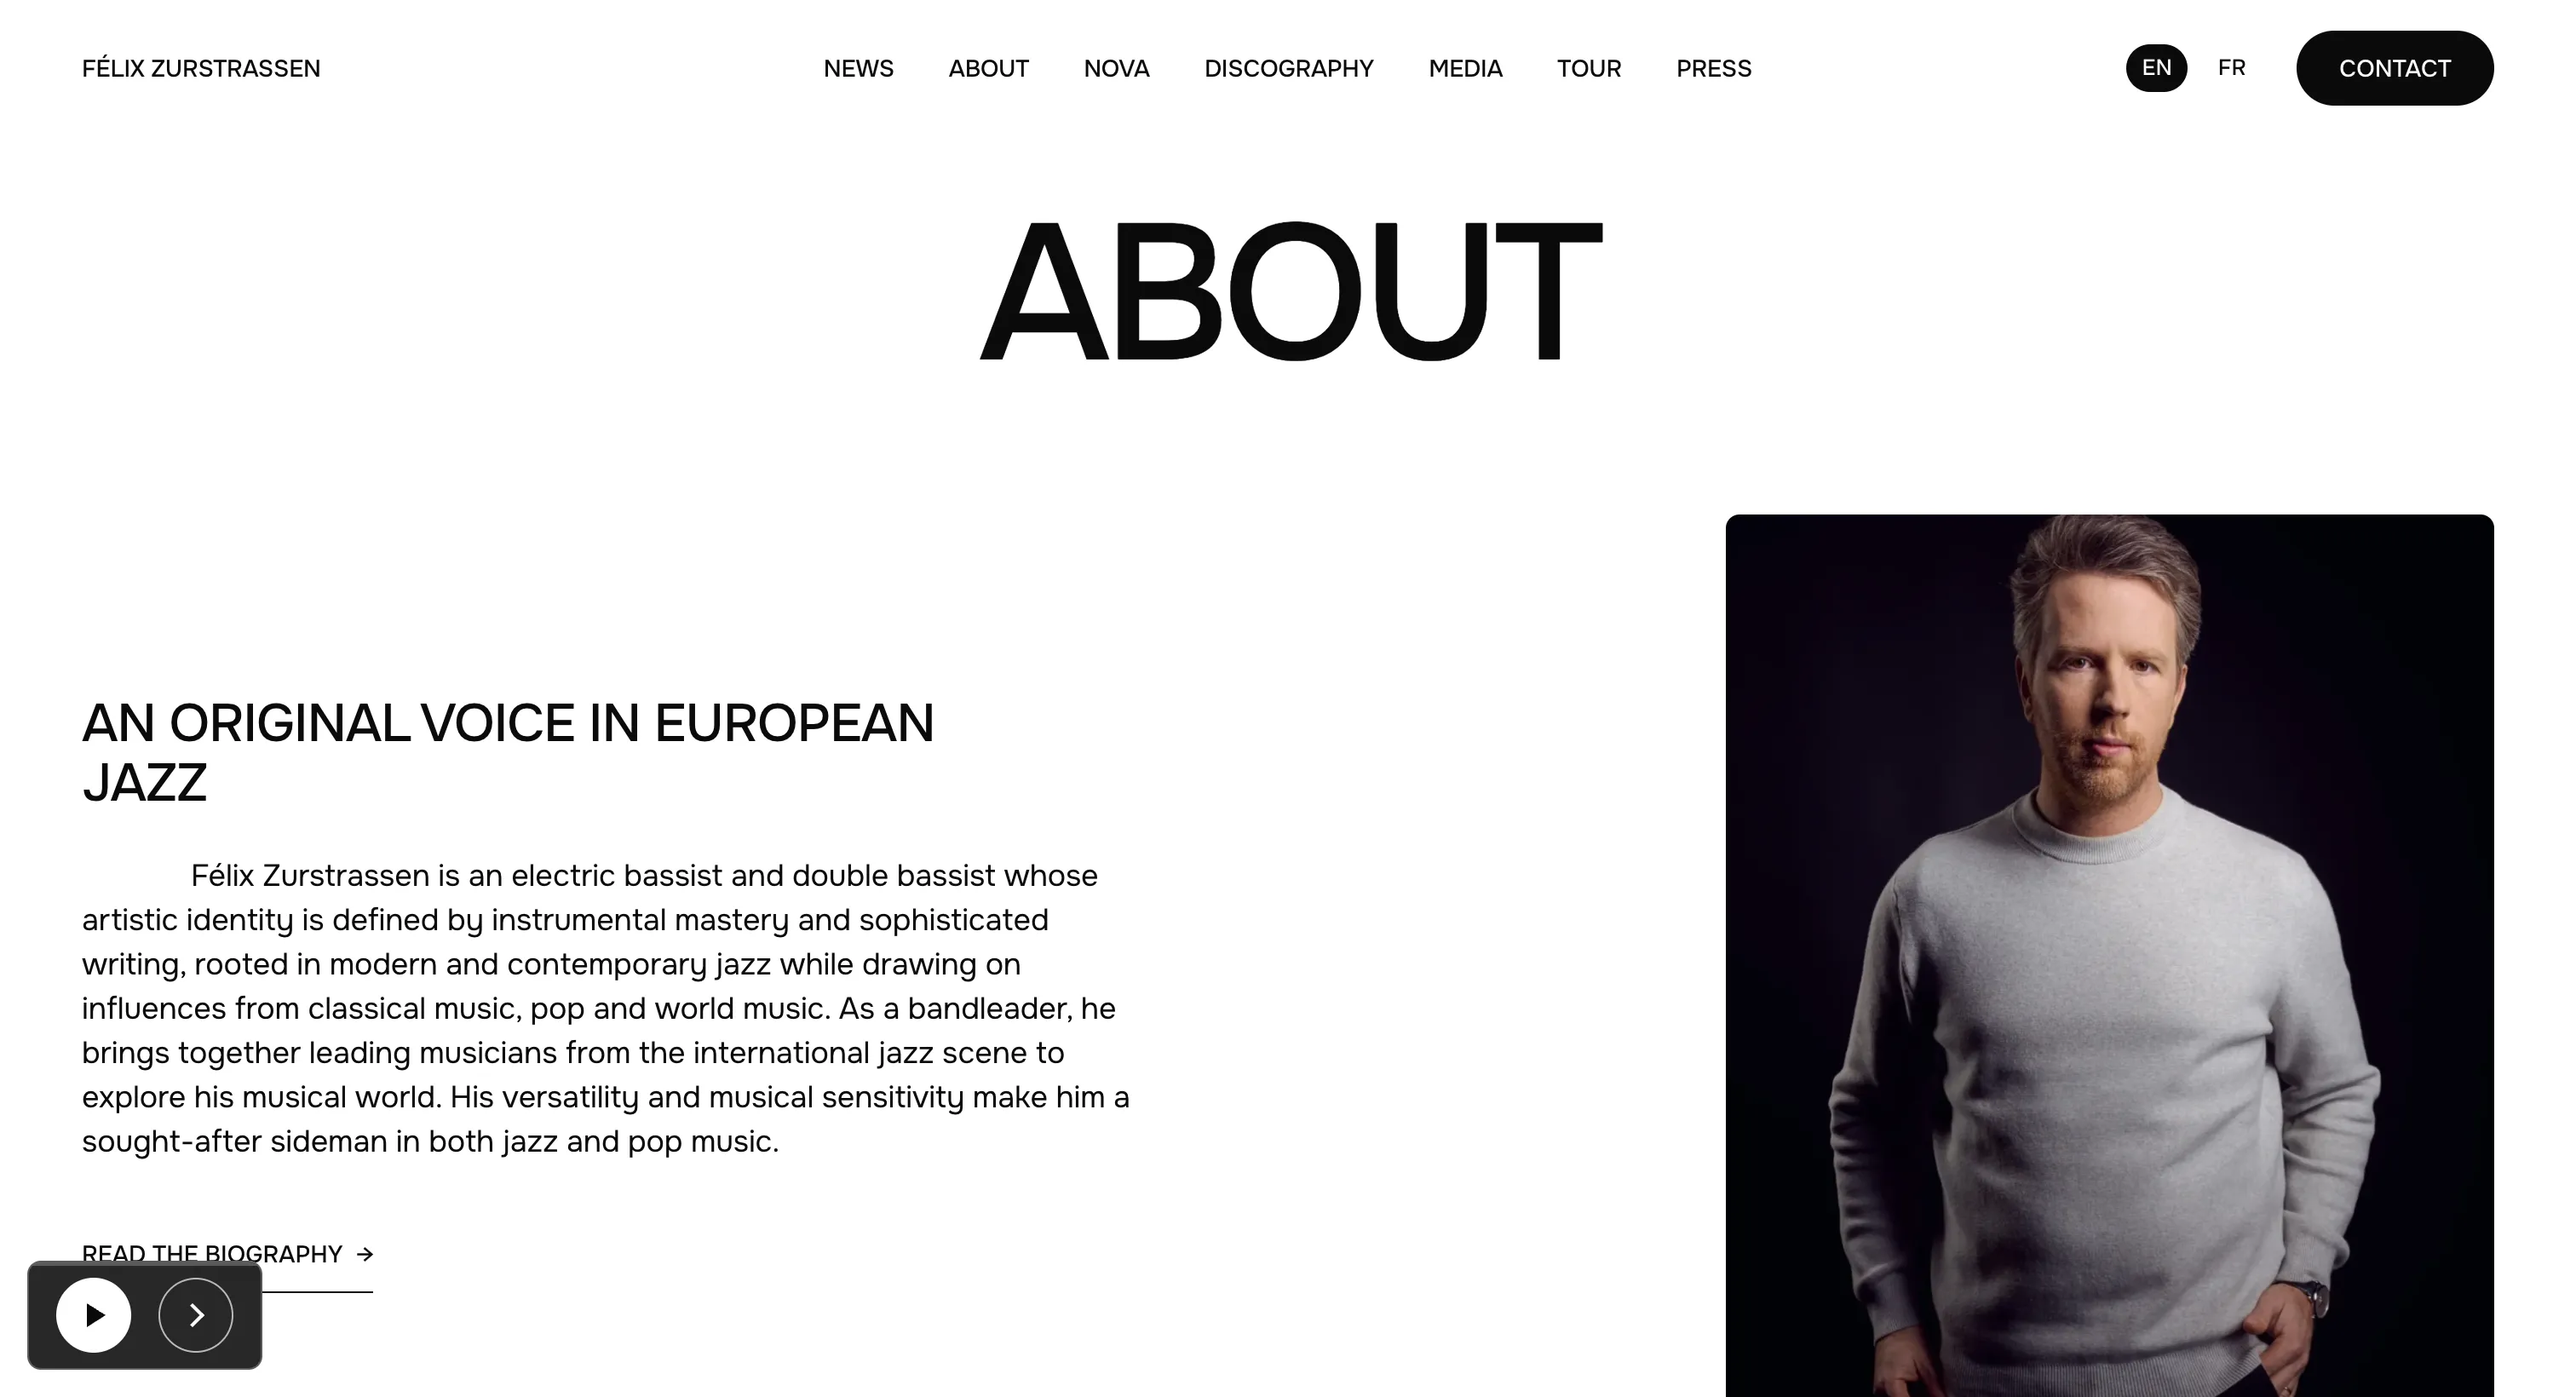 FÉLIX ZURSTRASSEN
NEWS ABOUT NOVA DISCOGRAPHY MEDIA TOUR PRESS
EN FR CONTACT
ABOUT
AN ORIGINAL VOICE IN EUROPEAN
JAZZ
Félix Zurstrassen is an electric bassist and double bassist whose
artistic identity is defined by instrumental mastery and sophisticated
writing, rooted in modern and contemporary jazz while drawing on
influences from classical music, pop and world music. As a bandleader, he
brings together leading musicians from the international jazz scene to
explore his musical world. His versatility and musical sensitivity make him a
sought-after sideman in both jazz and pop music.
READ THE BIOGRAPHY →